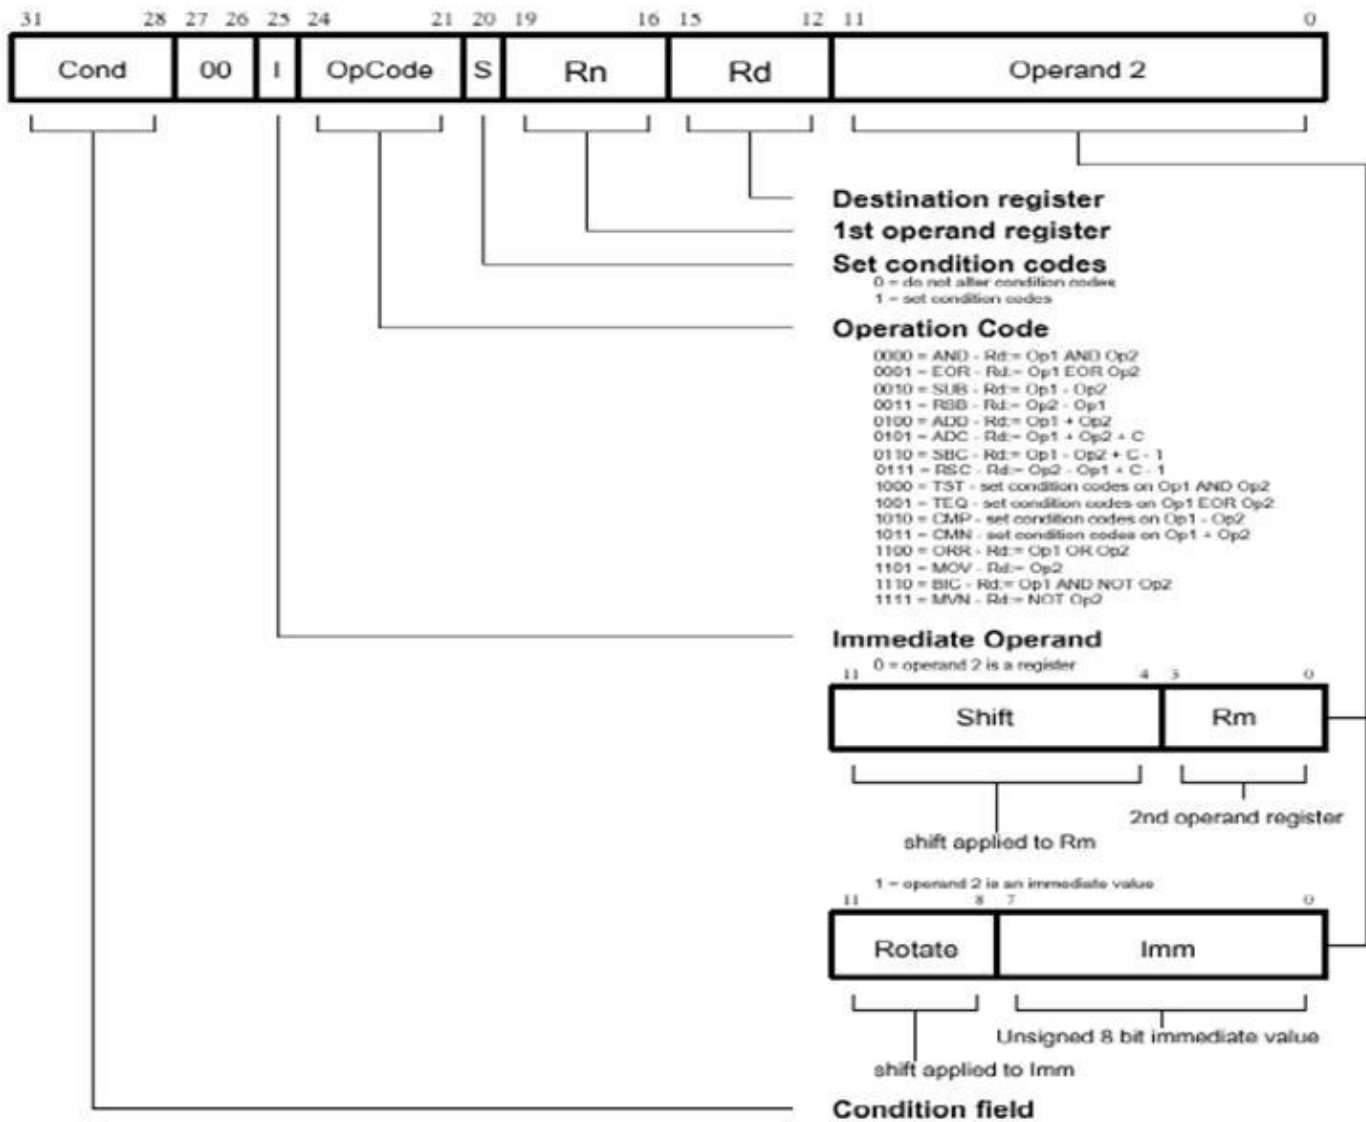 31 28 27 26 25 24 21 20 19 16 15 12 11 0
Cond 00 I OpCode S Rn Rd Operand 2
Destination register
1st operand register
Set condition codes
0 = do not alter condition codes
1 = set condition codes
Operation Code
0000 = AND - Rd:= Op1 AND Op2
0001 = EOR - Rd:= Op1 EOR Op2
0010 = SUB - Rd:= Op1 - Op2
0011 = RSB - Rd:= Op2 - Op1
0100 = ADD - Rd:= Op1 + Op2
0101 = ADC - Rd:= Op1 + Op2 + C
0110 = SBC - Rd:= Op1 - Op2 + C - 1
0111 = RSC - Rd:= Op2 - Op1 + C - 1
1000 = TST - set condition codes on Op1 AND Op2
1001 = TEQ - set condition codes on Op1 EOR Op2
1010 = CMP - set condition codes on Op1 - Op2
1011 = CMN - set condition codes on Op1 + Op2
1100 = ORR - Rd:= Op1 OR Op2
1101 = MOV - Rd:= Op2
1110 = BIC - Rd:= Op1 AND NOT Op2
1111 = MVN - Rd:= NOT Op2
Immediate Operand
0 = operand 2 is a register
11 4 3 0
Shift Rm
2nd operand register
shift applied to Rm
1 = operand 2 is an immediate value
11 8 7 0
Rotate Imm
Unsigned 8 bit immediate value
shift applied to Imm
Condition field